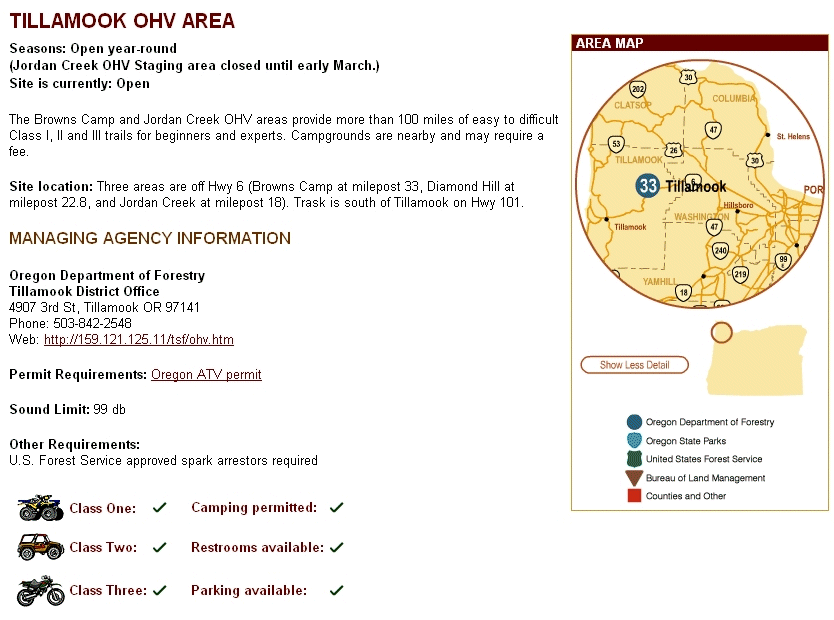 TILLAMOOK OHV AREA
Seasons: Open year-round
(Jordan Creek OHV Staging area closed until early March.)
Site is currently: Open
The Browns Camp and Jordan Creek OHV areas provide more than 100 miles of easy to difficult
Class I, II and III trails for beginners and experts. Campgrounds are nearby and may require a
fee.
Site location: Three areas are off Hwy 6 (Browns Camp at milepost 33, Diamond Hill at
milepost 22.8, and Jordan Creek at milepost 18). Trask is south of Tillamook on Hwy 101.
MANAGING AGENCY INFORMATION
Oregon Department of Forestry
Tillamook District Office
4907 3rd St, Tillamook OR 97141
Phone: 503-842-2548
Web: http://159.121.125.11/tsf/ohv.htm
Permit Requirements: Oregon ATV permit
Sound Limit: 99 db
Other Requirements:
U.S. Forest Service approved spark arrestors required
Class One:
Camping permitted:
Class Two:
Restrooms available:
Class Three:
Parking available:
AREA MAP
30
202
CLATSOP
COLUMBIA
47
St. Helens
53
26
TILLAMOOK
30
33 Tillamook
6
POR
Hillsboro
WASHINGTON
Tillamook
47
240
99
219
YAMHILL
18
Show Less Detail
Oregon Department of Forestry
Oregon State Parks
United States Forest Service
Bureau of Land Management
Counties and Other